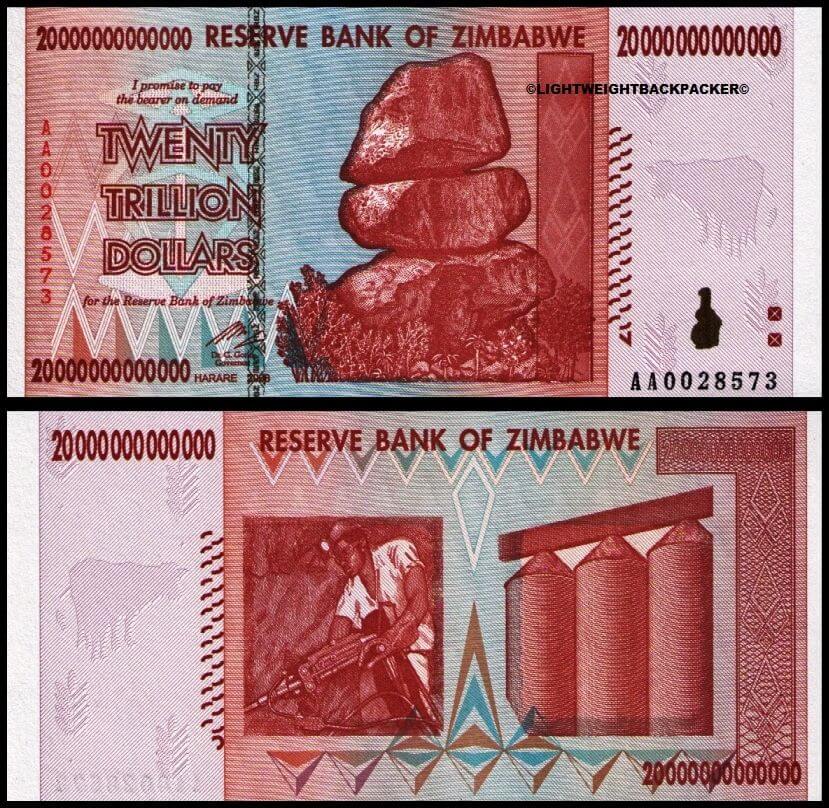 20000000000000 RESERVE BANK OF ZIMBABWE 20000000000000
©LIGHTWEIGHTBACKPACKER©
I promise to pay
the bearer on demand
TWENTY
TRILLION
DOLLARS
AA0028573
for the Reserve Bank of Zimbabwe
Dr. G. Gono
20000000000000 HARARE 2008
AA0028573
20000000000000 RESERVE BANK OF ZIMBABWE 20000000000000
20000000000000